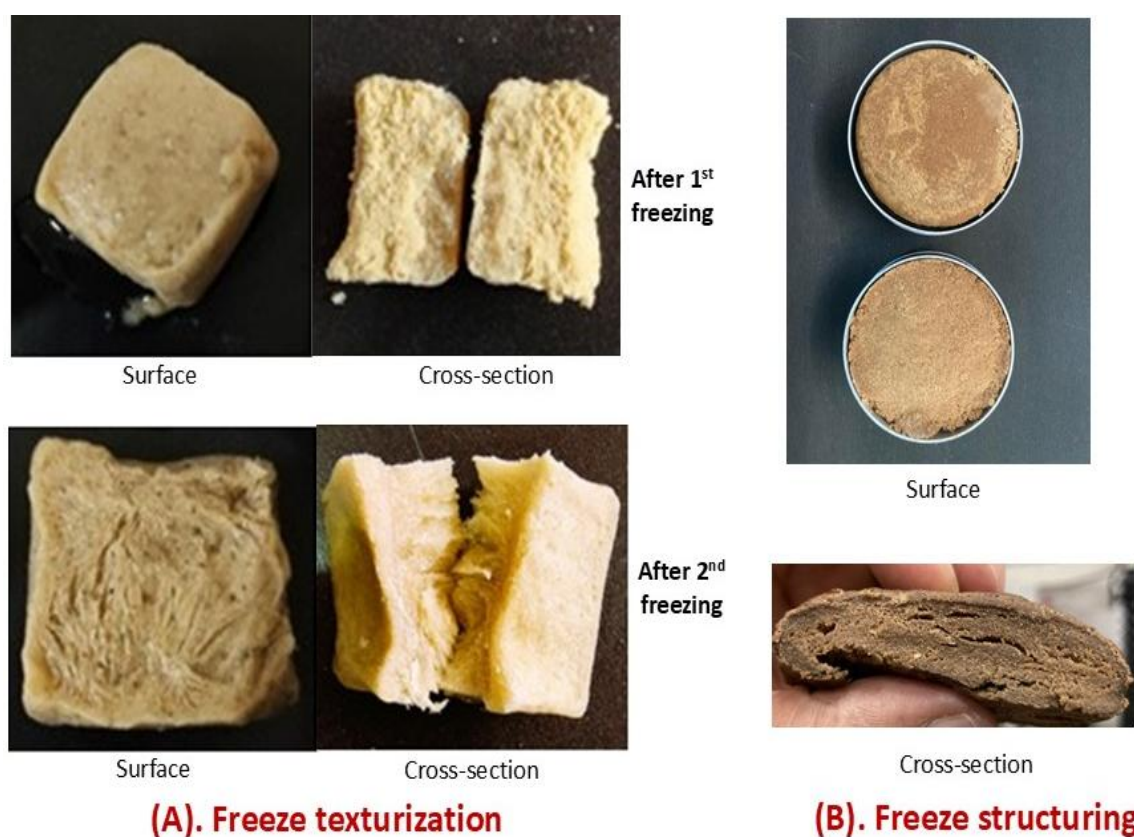 Surface
Cross-section
After 1st
freezing
Surface
Cross-section
After 2nd
freezing
(A). Freeze texturization
Surface
Cross-section
(B). Freeze structuring